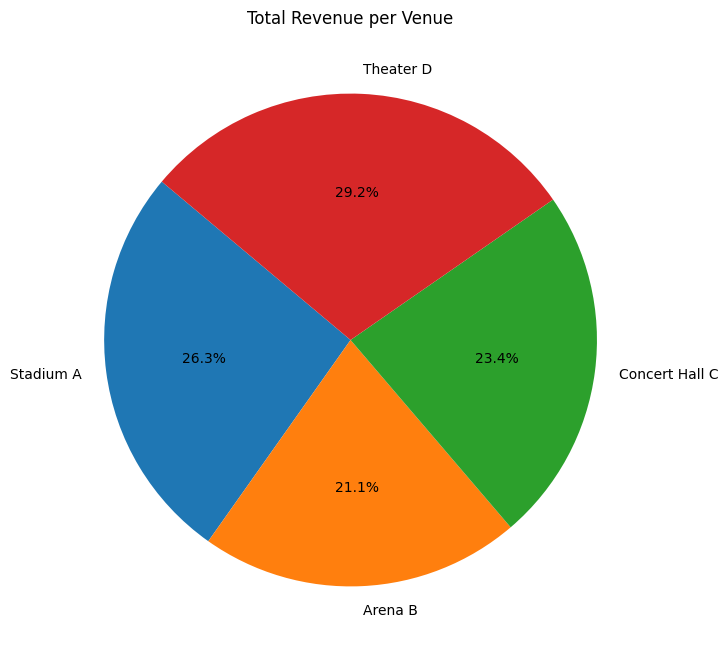 Total Revenue per Venue
Theater D
29.2%
26.3%
23.4%
Stadium A
Concert Hall C
21.1%
Arena B